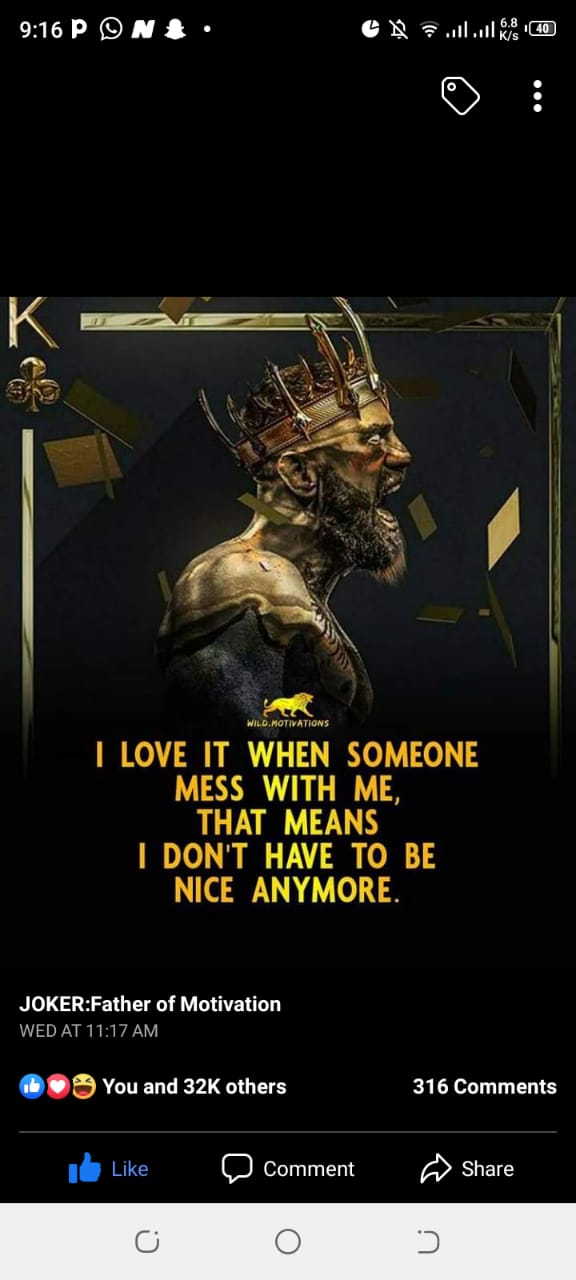 9:16
6.8
K/s
40
K
WILD.MOTIVATIONS
I LOVE IT WHEN SOMEONE
MESS WITH ME,
THAT MEANS
I DON'T HAVE TO BE
NICE ANYMORE.
JOKER:Father of Motivation
WED AT 11:17 AM
You and 32K others
316 Comments
Like
Comment
Share